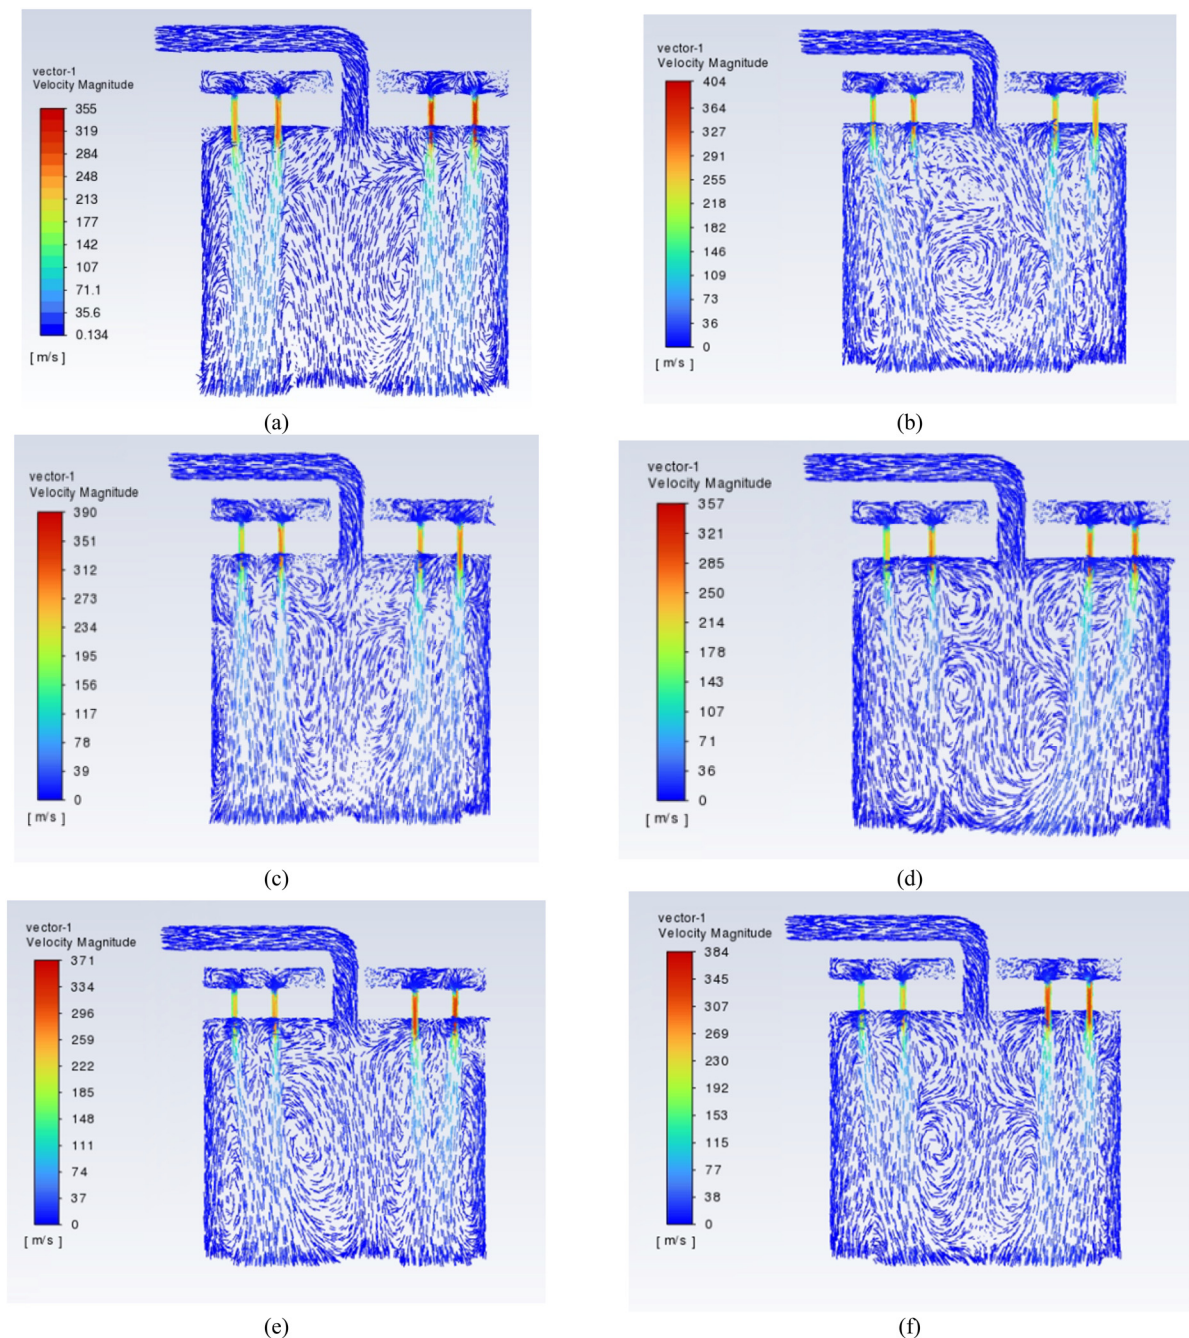 vector-1
Velocity Magnitude
355
319
284
248
213
177
142
107
71.1
35.6
0.134
[ m/s ]
(a)
vector-1
Velocity Magnitude
404
364
327
291
255
218
182
146
109
73
36
0
[ m/s ]
(b)
vector-1
Velocity Magnitude
390
351
312
273
234
195
156
117
78
39
0
[ m/s ]
(c)
vector-1
Velocity Magnitude
357
321
285
250
214
178
143
107
71
36
0
[ m/s ]
(d)
vector-1
Velocity Magnitude
371
334
296
259
222
185
148
111
74
37
0
[ m/s ]
(e)
vector-1
Velocity Magnitude
384
345
307
269
230
192
153
115
77
38
0
[ m/s ]
(f)